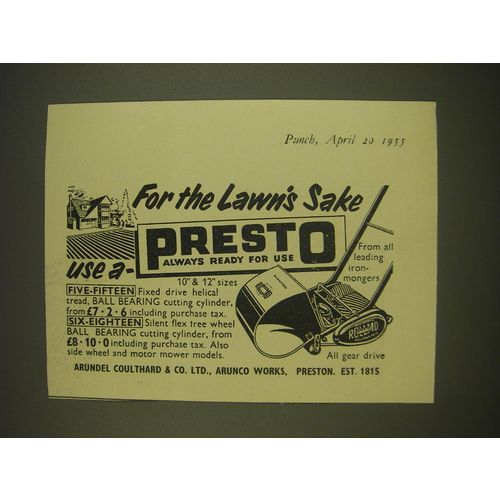 Punch, April 20 1955
For the Lawn's Sake
use a-
PRESTO
ALWAYS READY FOR USE
From all
leading
iron-
mongers
10" & 12" sizes
FIVE-FIFTEEN Fixed drive helical
tread, BALL BEARING cutting cylinder,
from £7·2·6 including purchase tax.
SIX-EIGHTEEN Silent flex tree wheel
BALL BEARING cutting cylinder, from
£8·10·0 including purchase tax. Also
side wheel and motor mower models.
All gear drive
ARUNDEL COULTHARD & CO. LTD., ARUNCO WORKS, PRESTON. EST. 1815